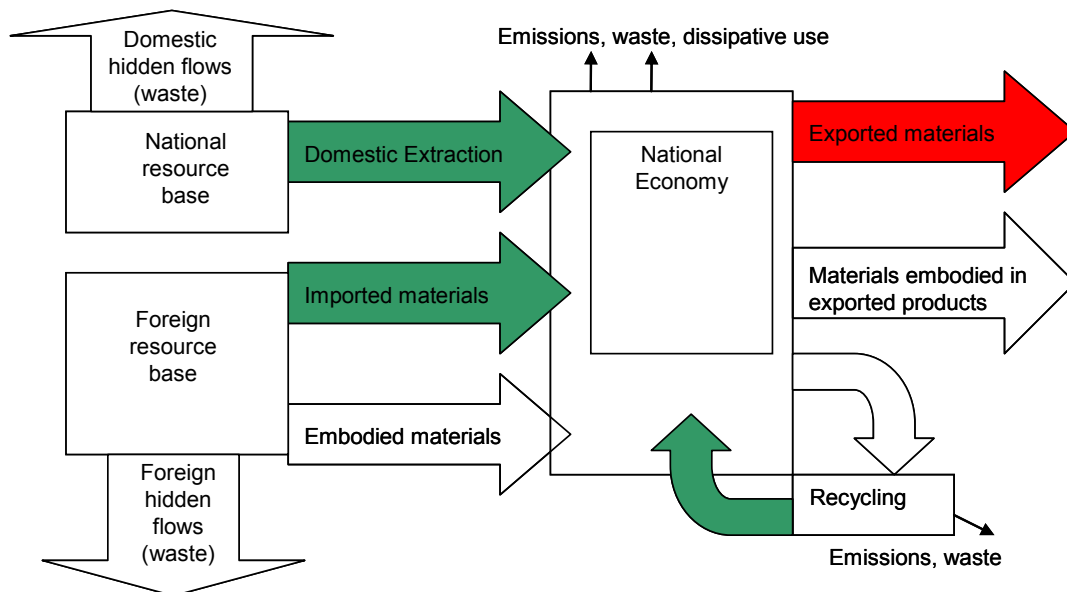 Domestic
hidden flows
(waste)
National
resource
base
Domestic Extraction
Emissions, waste, dissipative use
National
Economy
Exported materials
Foreign
resource
base
Imported materials
Embodied materials
Materials embodied in
exported products
Foreign
hidden
flows
(waste)
Recycling
Emissions, waste